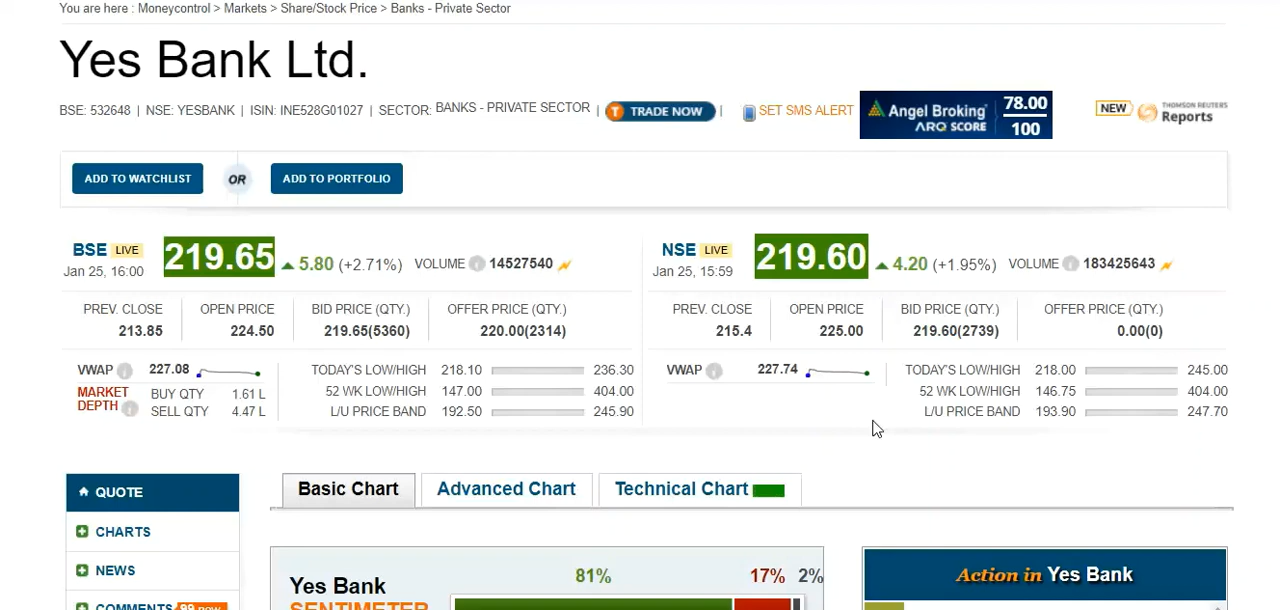 You are here : Moneycontrol > Markets > Share/Stock Price > Banks - Private Sector
Yes Bank Ltd.
BSE: 532648 | NSE: YESBANK | ISIN: INE528G01027 | SECTOR: BANKS - PRIVATE SECTOR | T TRADE NOW | SET SMS ALERT
Angel Broking ARQ SCORE 78.00 100
NEW THOMSON REUTERS Reports
ADD TO WATCHLIST OR ADD TO PORTFOLIO
BSE LIVE 219.65 5.80 (+2.71%) VOLUME 14527540
Jan 25, 16:00
PREV. CLOSE OPEN PRICE BID PRICE (QTY.) OFFER PRICE (QTY.)
213.85 224.50 219.65(5360) 220.00(2314)
VWAP 227.08
MARKET DEPTH
BUY QTY 1.61 L
SELL QTY 4.47 L
TODAY'S LOW/HIGH 218.10 236.30
52 WK LOW/HIGH 147.00 404.00
L/U PRICE BAND 192.50 245.90
NSE LIVE 219.60 4.20 (+1.95%) VOLUME 183425643
Jan 25, 15:59
PREV. CLOSE OPEN PRICE BID PRICE (QTY.) OFFER PRICE (QTY.)
215.4 225.00 219.60(2739) 0.00(0)
VWAP 227.74
TODAY'S LOW/HIGH 218.00 245.00
52 WK LOW/HIGH 146.75 404.00
L/U PRICE BAND 193.90 247.70
QUOTE
CHARTS
NEWS
COMMENTS 99 new
Basic Chart Advanced Chart Technical Chart
Yes Bank
SENTIMETER
81% 17% 2%
Action in Yes Bank